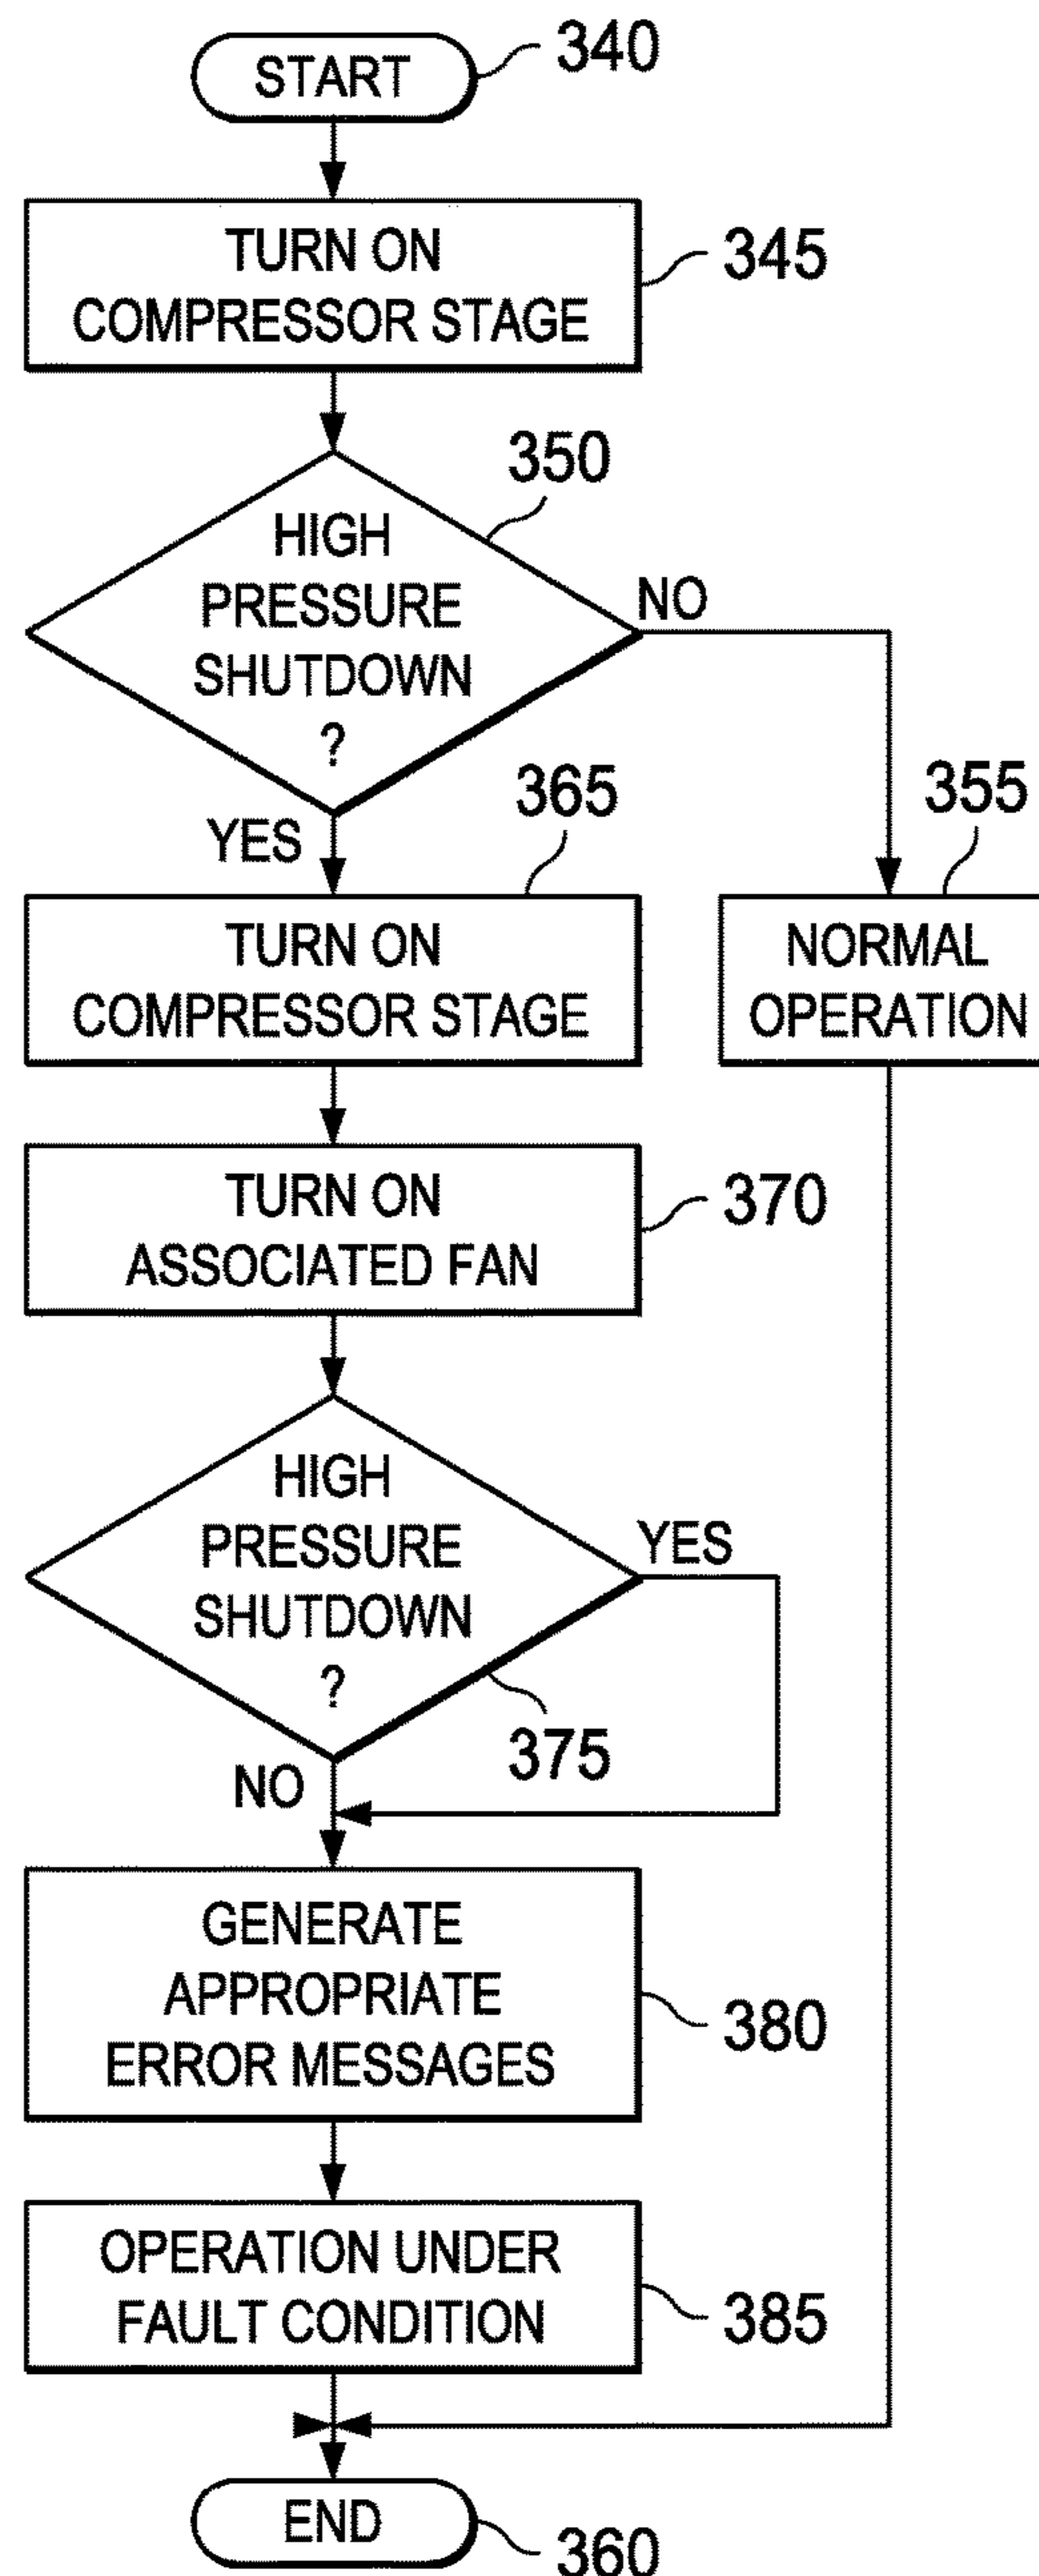 START
340
TURN ON
COMPRESSOR STAGE
345
350
HIGH
PRESSURE
SHUTDOWN
?
NO
YES
365
355
TURN ON
COMPRESSOR STAGE
NORMAL
OPERATION
TURN ON
ASSOCIATED FAN
370
HIGH
PRESSURE
SHUTDOWN
?
YES
375
NO
GENERATE
APPROPRIATE
ERROR MESSAGES
380
OPERATION UNDER
FAULT CONDITION
385
END
360